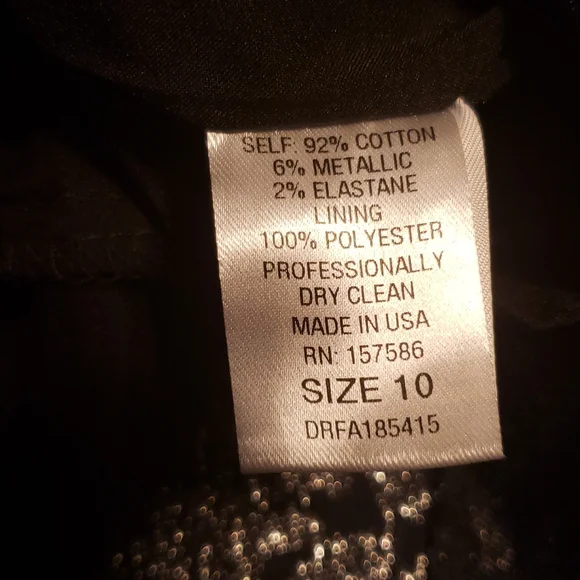 SELF: 92% COTTON
6% METALLIC
2% ELASTANE
LINING
100% POLYESTER
PROFESSIONALLY
DRY CLEAN
MADE IN USA
RN: 157586
SIZE 10
DRFA185415